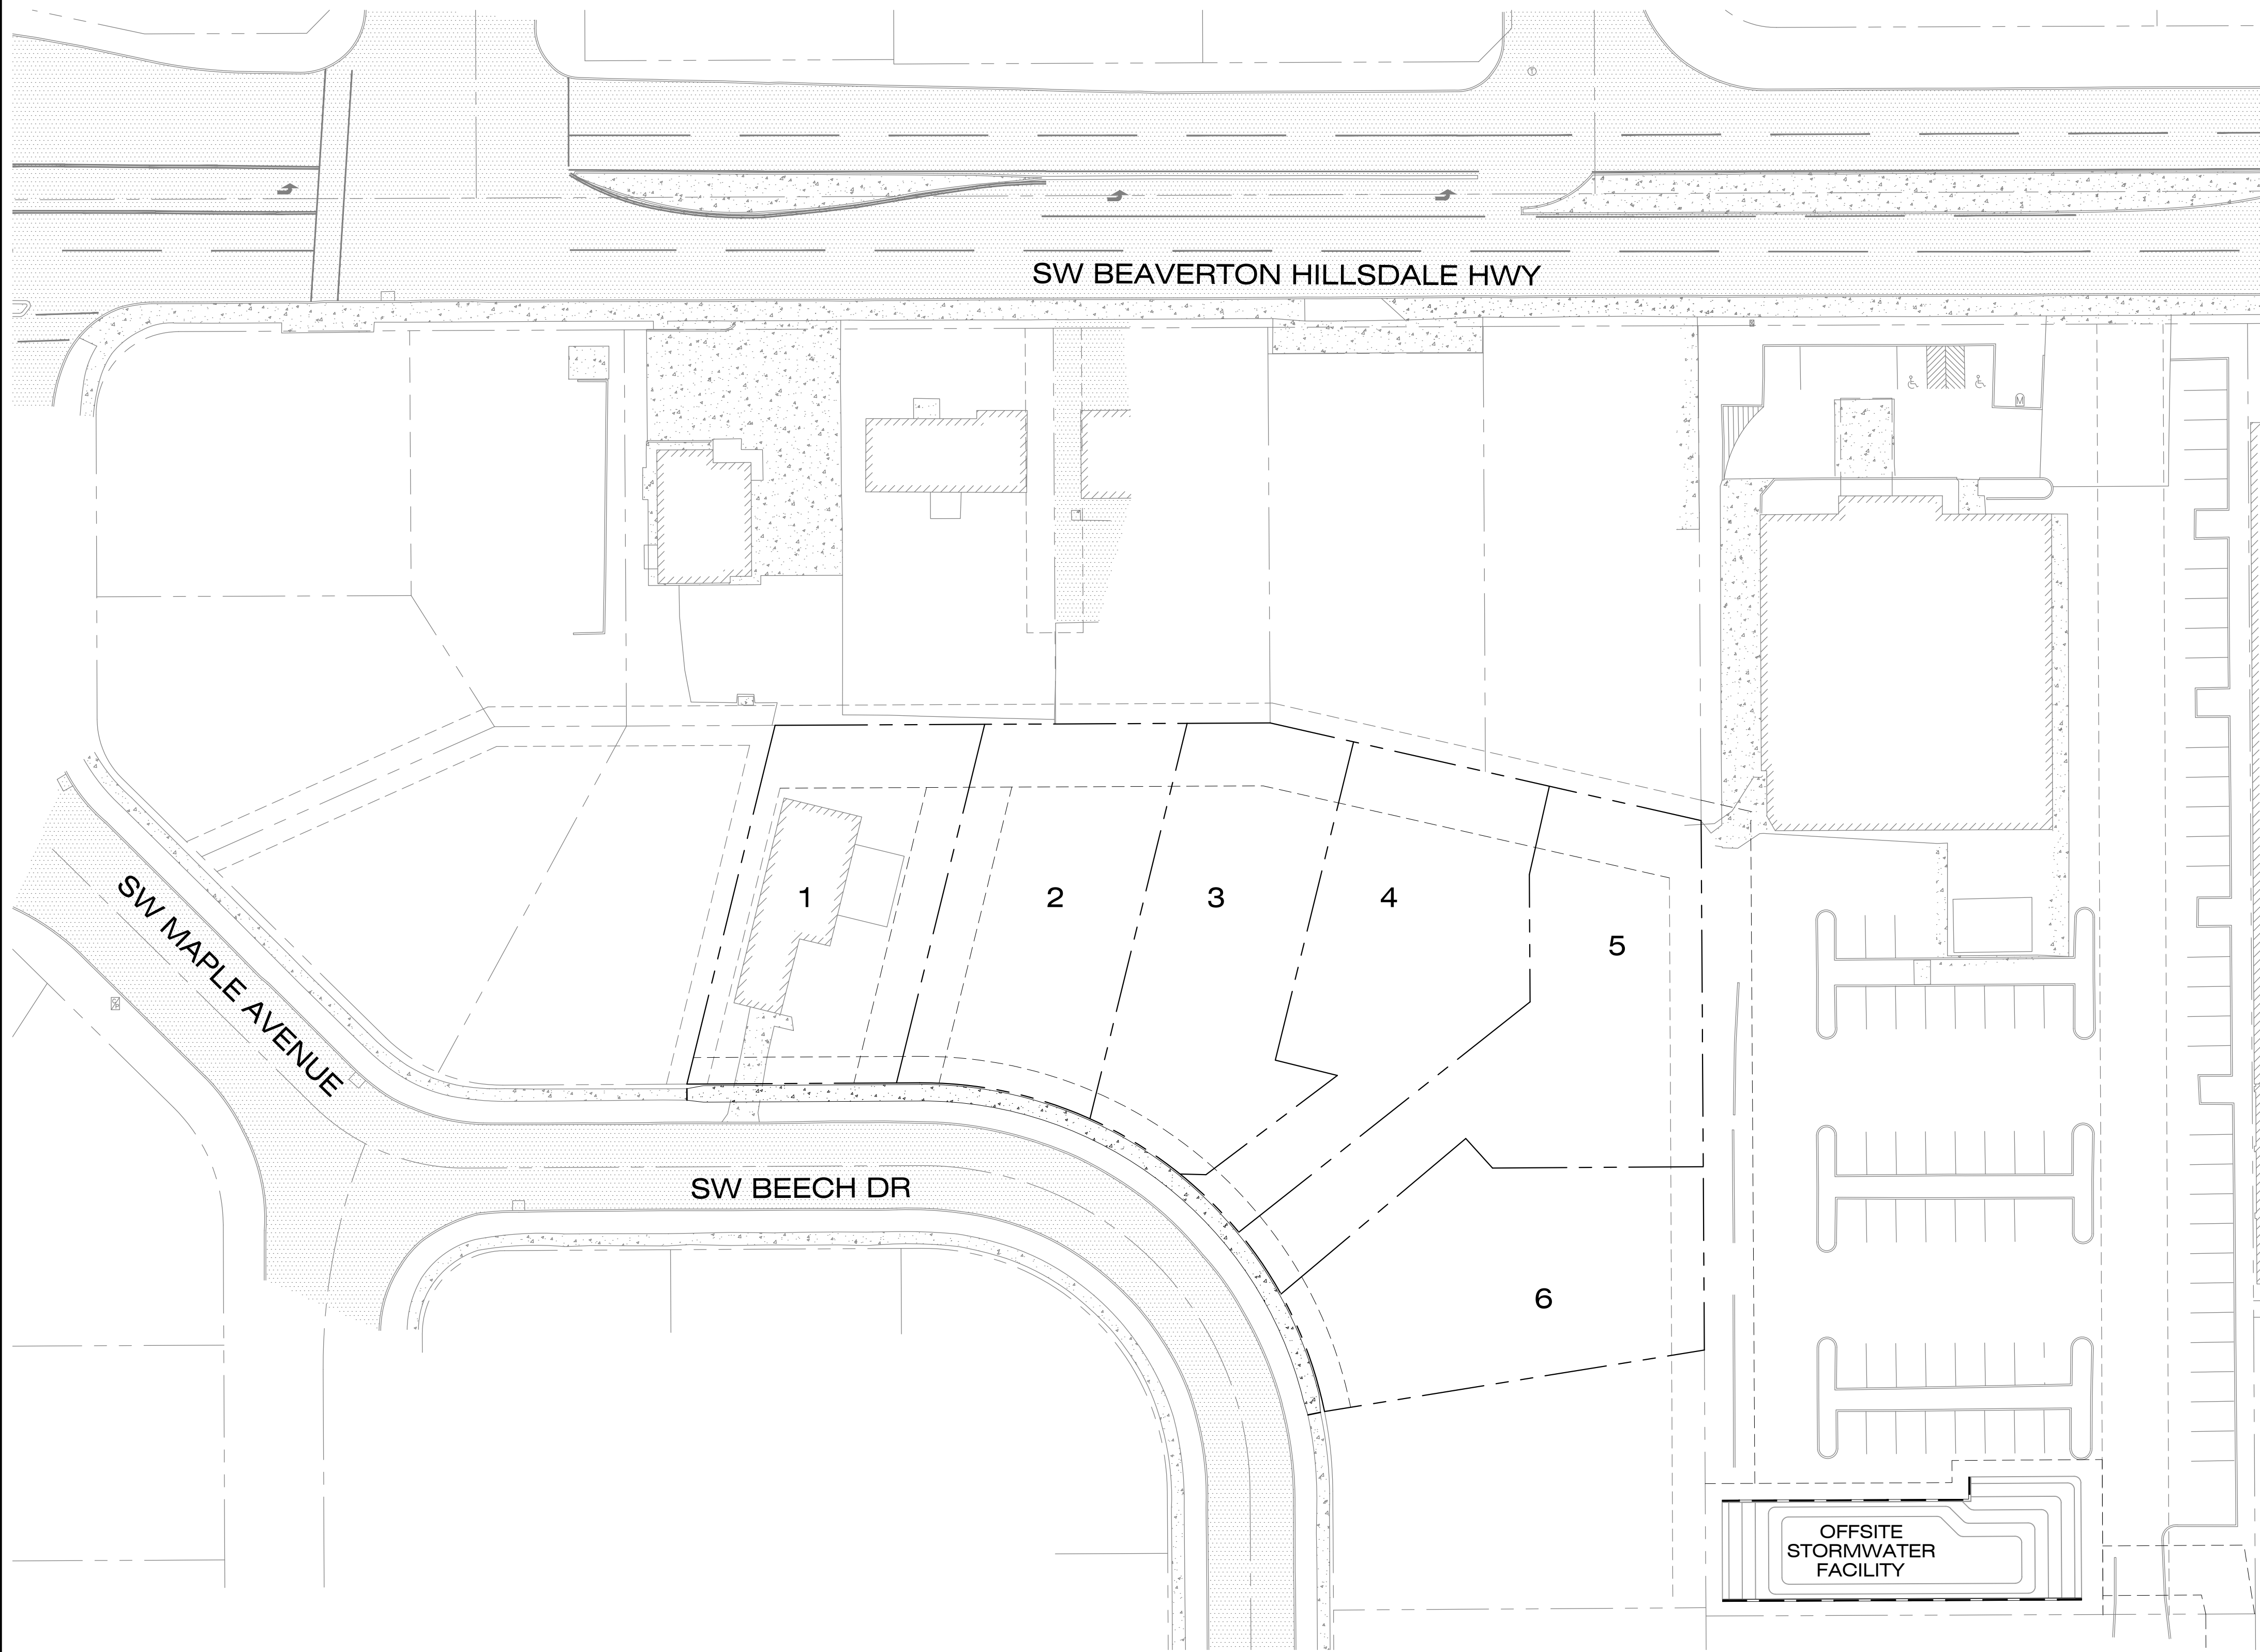 SW BEAVERTON HILLSDALE HWY
M
1
2
3
4
5
SW MAPLE AVENUE
SW BEECH DR
6
OFFSITE
STORMWATER
FACILITY